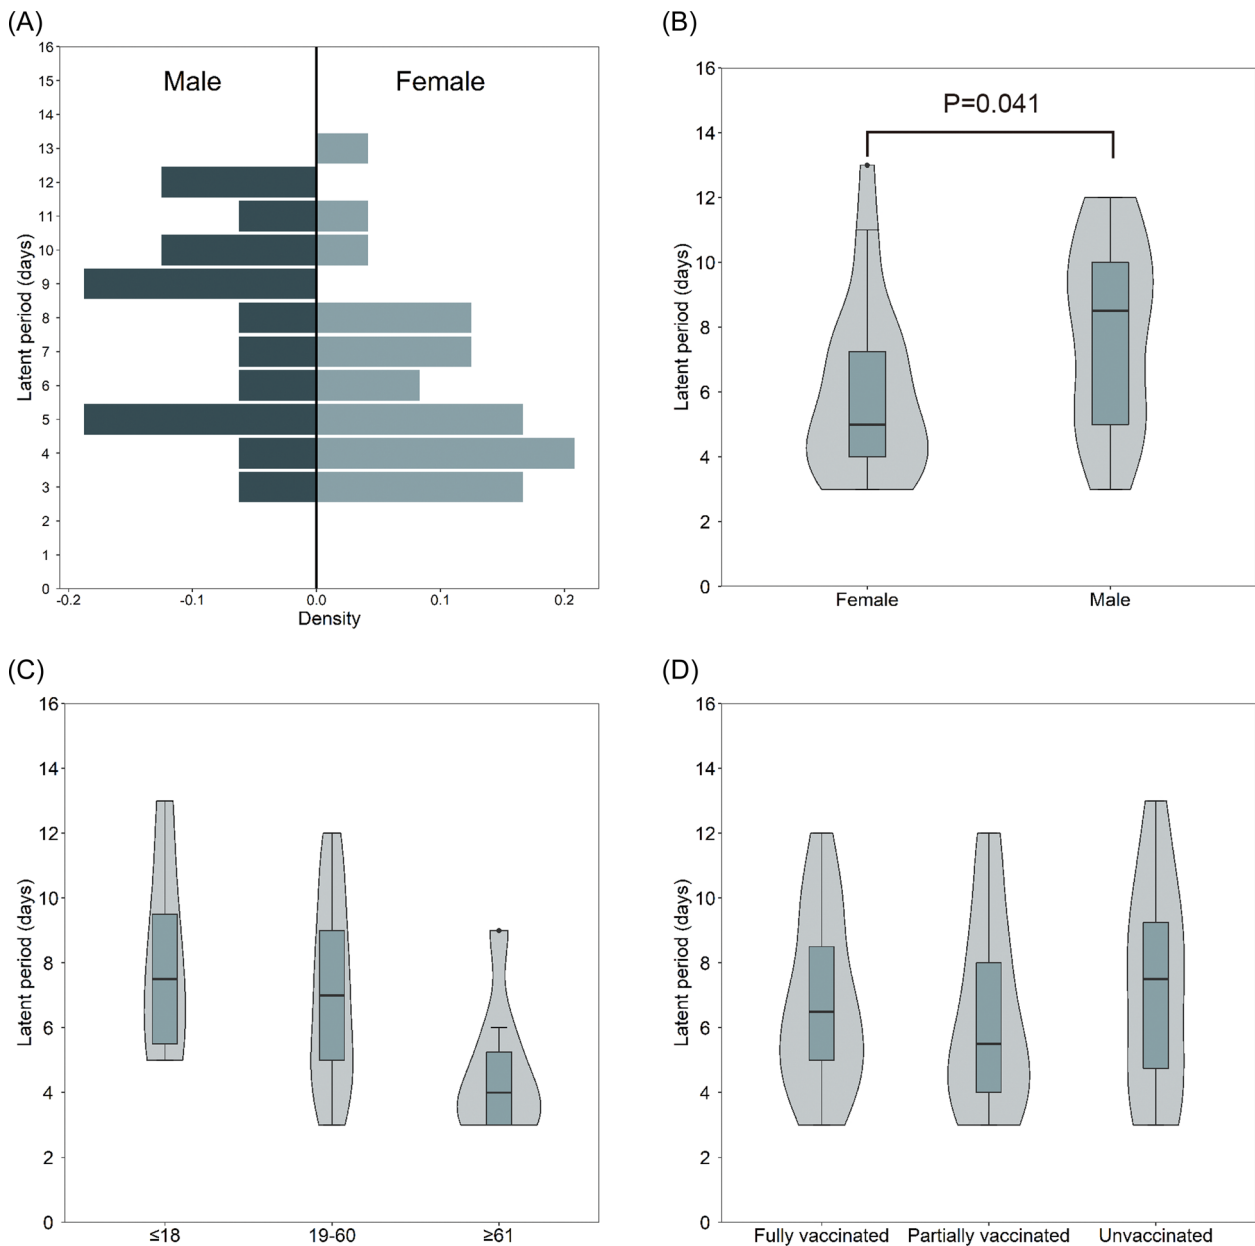 (A)
Male Female
16
15
14
13
12
11
10
9
8
7
6
5
4
3
2
1
0
Latent period (days)
-0.2 -0.1 0.0 0.1 0.2
Density
(B)
P=0.041
16
14
12
10
8
6
4
2
0
Latent period (days)
Female Male
(C)
16
14
12
10
8
6
4
2
0
Latent period (days)
≤18 19-60 ≥61
(D)
16
14
12
10
8
6
4
2
0
Latent period (days)
Fully vaccinated Partially vaccinated Unvaccinated